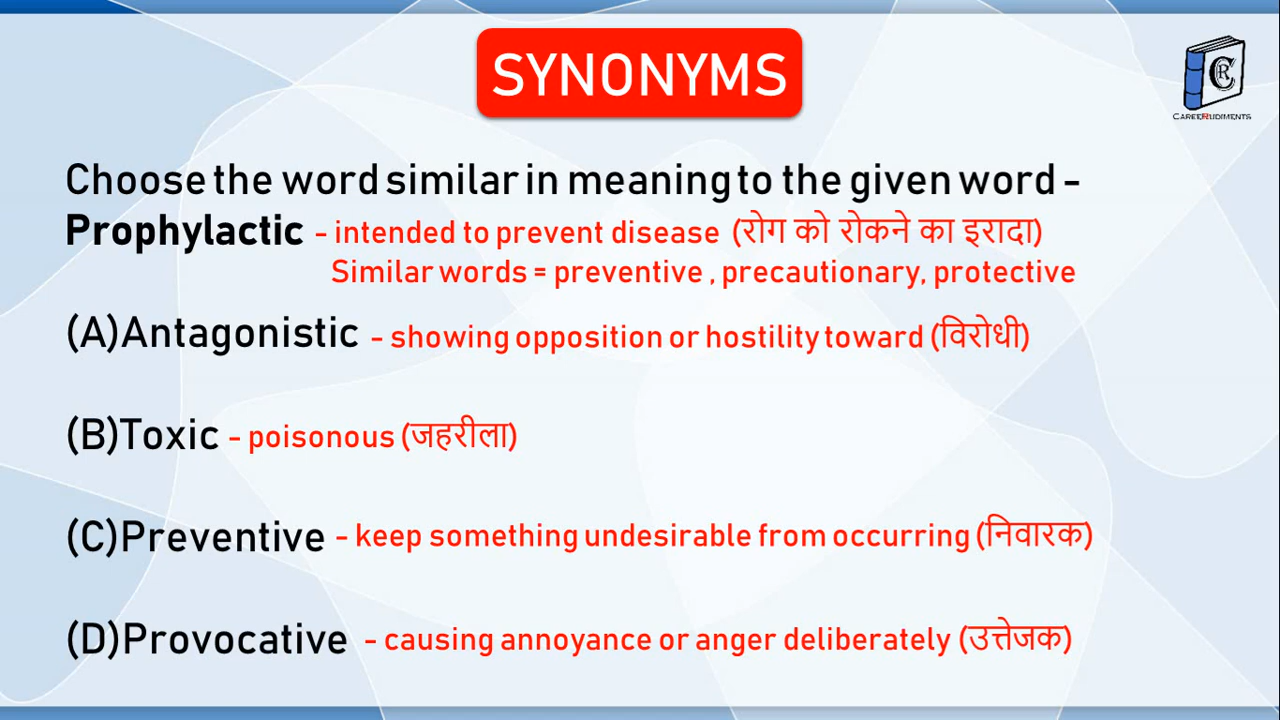 SYNONYMS
CR
CAREERUDIMENTS
Choose the word similar in meaning to the given word -
Prophylactic - intended to prevent disease (रोग को रोकने का इरादा)
Similar words = preventive , precautionary, protective
(A)Antagonistic - showing opposition or hostility toward (विरोधी)
(B)Toxic - poisonous (जहरीला)
(C)Preventive - keep something undesirable from occurring (निवारक)
(D)Provocative - causing annoyance or anger deliberately (उत्तेजक)